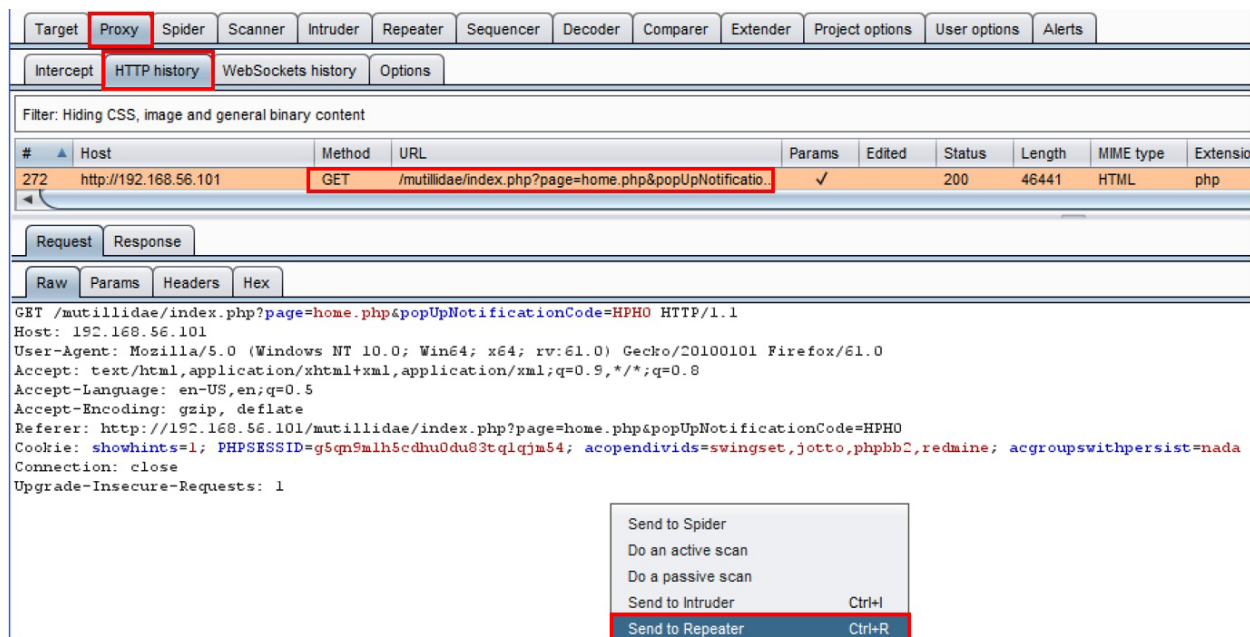 Target Proxy Spider Scanner Intruder Repeater Sequencer Decoder Comparer Extender Project options User options Alerts
Intercept HTTP history WebSockets history Options
Filter: Hiding CSS, image and general binary content
# Host Method URL Params Edited Status Length MIME type Extensio
272 http://192.168.56.101 GET /mutillidae/index.php?page=home.php&popUpNotificatio... ✓ 200 46441 HTML php
Request Response
Raw Params Headers Hex
GET /mutillidae/index.php?page=home.php&popUpNotificationCode=HPH0 HTTP/1.1
Host: 192.168.56.101
User-Agent: Mozilla/5.0 (Windows NT 10.0; Win64; x64; rv:61.0) Gecko/20100101 Firefox/61.0
Accept: text/html,application/xhtml+xml,application/xml;q=0.9,*/*;q=0.8
Accept-Language: en-US,en;q=0.5
Accept-Encoding: gzip, deflate
Referer: http://192.168.56.101/mutillidae/index.php?page=home.php&popUpNotificationCode=HPH0
Cookie: showhints=1; PHPSESSID=g5qn9mlh5cdhu0du83tqlqjm54; acopendivids=swingset,jotto,phpbb2,redmine; acgroupswithpersist=nada
Connection: close
Upgrade-Insecure-Requests: 1
Send to Spider
Do an active scan
Do a passive scan
Send to Intruder Ctrl+I
Send to Repeater Ctrl+R